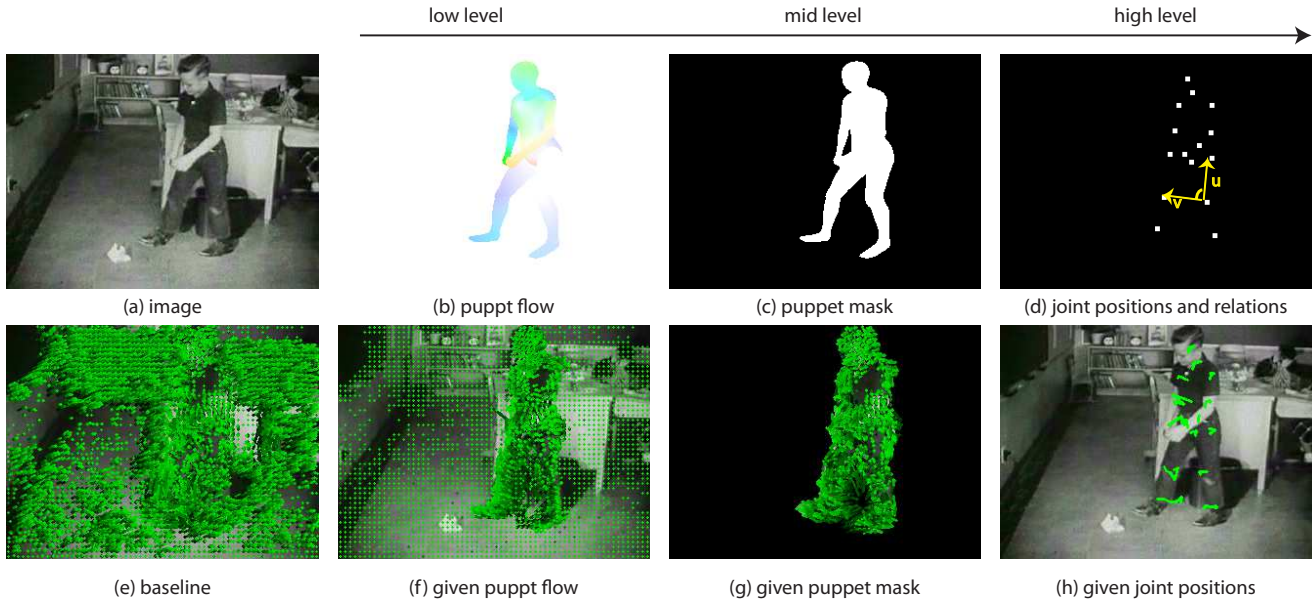 low level
mid level
high level
(a) image
(b) puppt flow
(c) puppet mask
(d) joint positions and relations
u
v
(e) baseline
(f) given puppt flow
(g) given puppet mask
(h) given joint positions